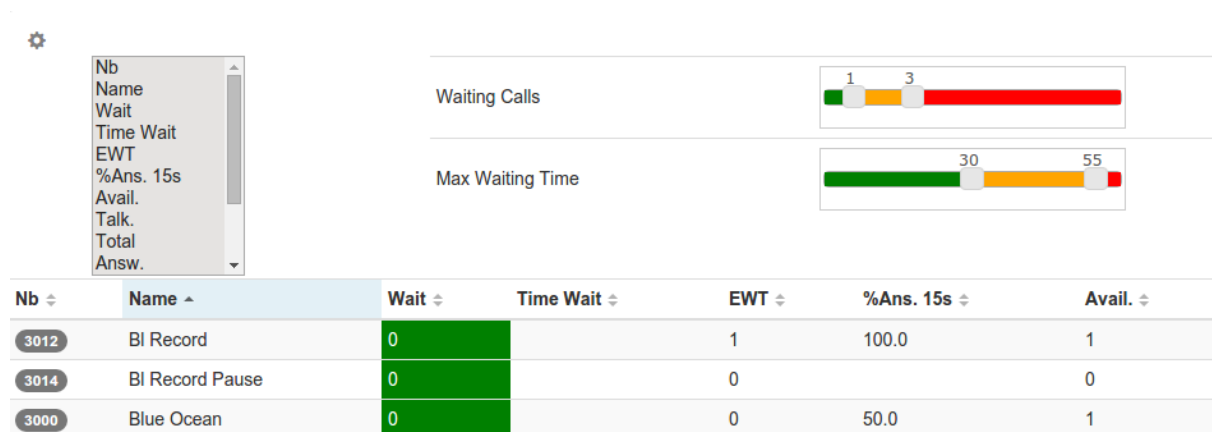 Nb
Name
Wait
Time Wait
EWT
%Ans. 15s
Avail.
Talk.
Total
Answ.
Waiting Calls
1 3
Max Waiting Time
30 55
Nb Name Wait Time Wait EWT %Ans. 15s Avail.
3012 BI Record 0 1 100.0 1
3014 BI Record Pause 0 0 0
3000 Blue Ocean 0 0 50.0 1